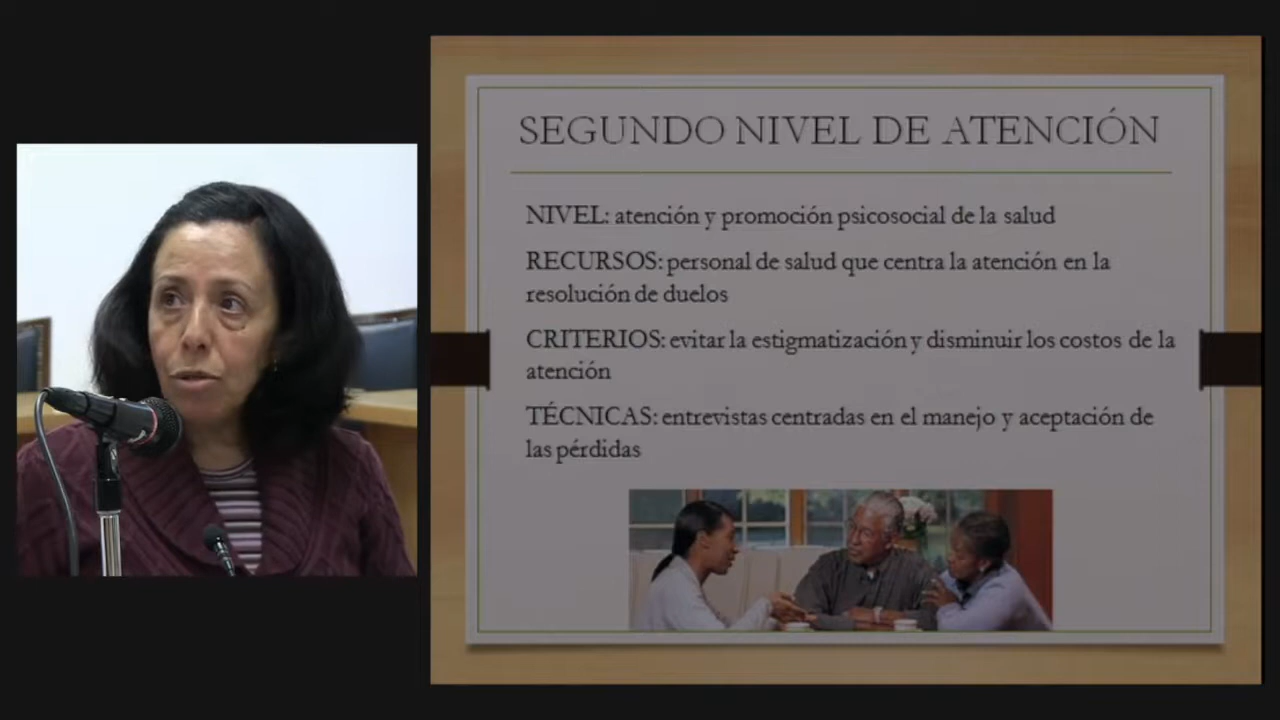 SEGUNDO NIVEL DE ATENCIÓN
NIVEL: atención y promoción psicosocial de la salud
RECURSOS: personal de salud que centra la atención en la
resolución de duelos
CRITERIOS: evitar la estigmatización y disminuir los costos de la
atención
TÉCNICAS: entrevistas centradas en el manejo y aceptación de
las pérdidas